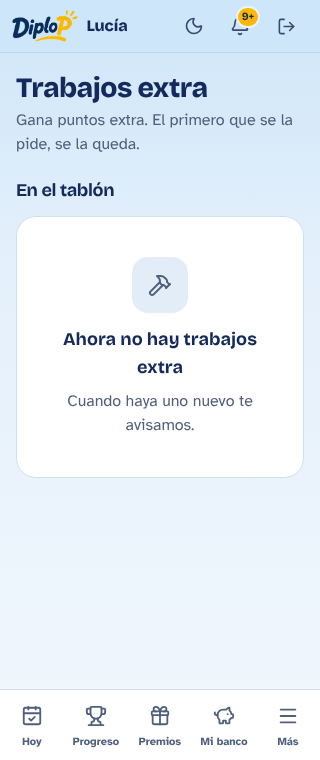 DiploP Lucía
9+
Trabajos extra
Gana puntos extra. El primero que se la
pide, se la queda.
En el tablón
Ahora no hay trabajos
extra
Cuando haya uno nuevo te
avisamos.
Hoy Progreso Premios Mi banco Más